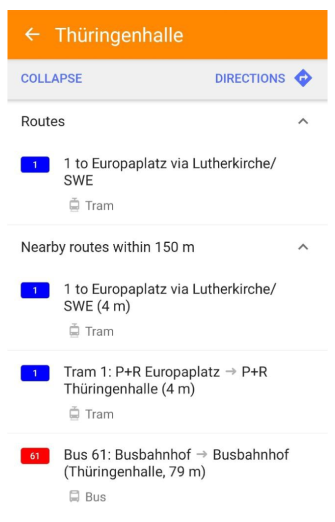 ← Thüringenhalle
COLLAPSE DIRECTIONS
Routes
1 1 to Europaplatz via Lutherkirche/
SWE
Tram
Nearby routes within 150 m
1 1 to Europaplatz via Lutherkirche/
SWE (4 m)
Tram
1 Tram 1: P+R Europaplatz → P+R
Thüringenhalle (4 m)
Tram
61 Bus 61: Busbahnhof → Busbahnhof
(Thüringenhalle, 79 m)
Bus